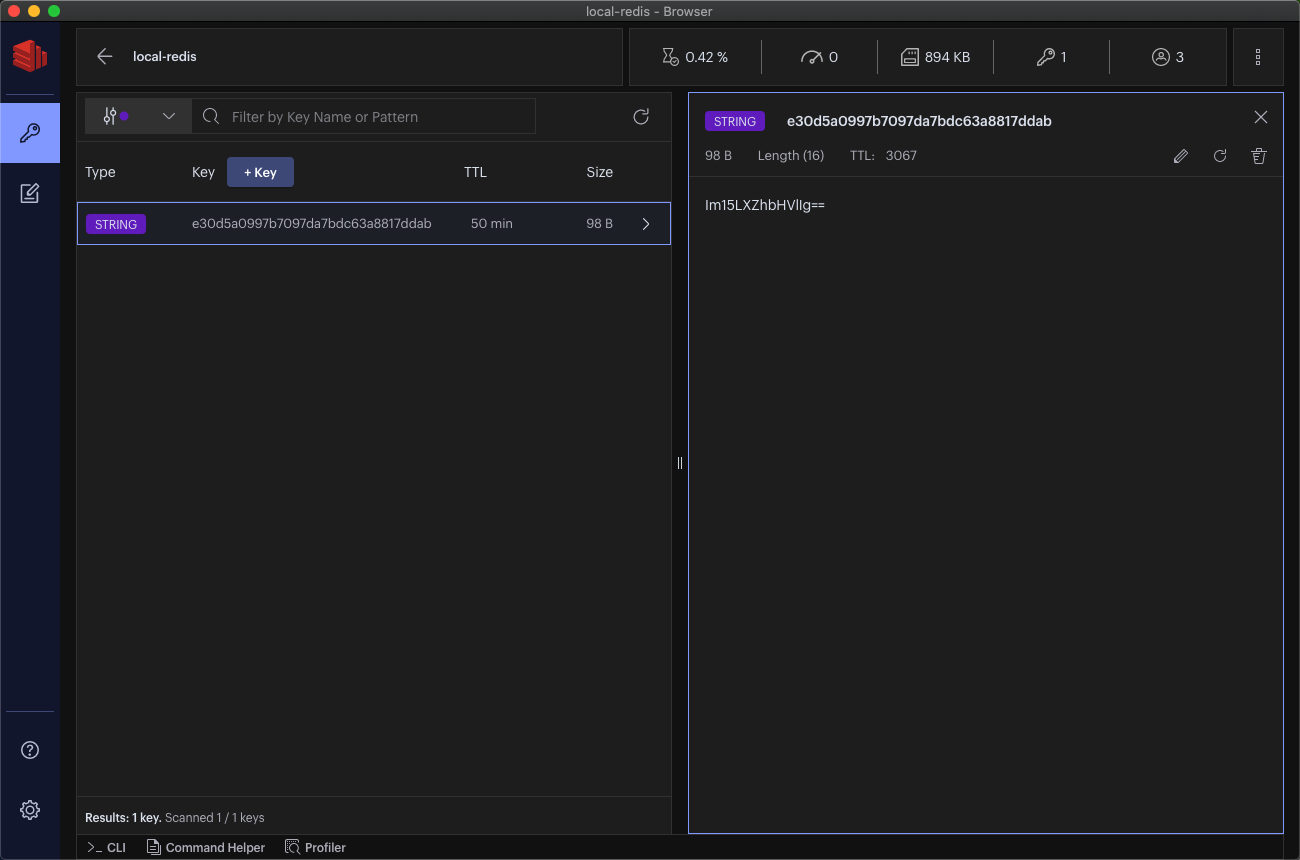 local-redis - Browser
local-redis
0.42 %
0
894 KB
1
3
Filter by Key Name or Pattern
Type Key + Key TTL Size
STRING e30d5a0997b7097da7bdc63a8817ddab 50 min 98 B
Results: 1 key. Scanned 1 / 1 keys
STRING e30d5a0997b7097da7bdc63a8817ddab
98 B Length (16) TTL: 3067
Im15LXZhbHVlIg==
>_ CLI Command Helper Profiler